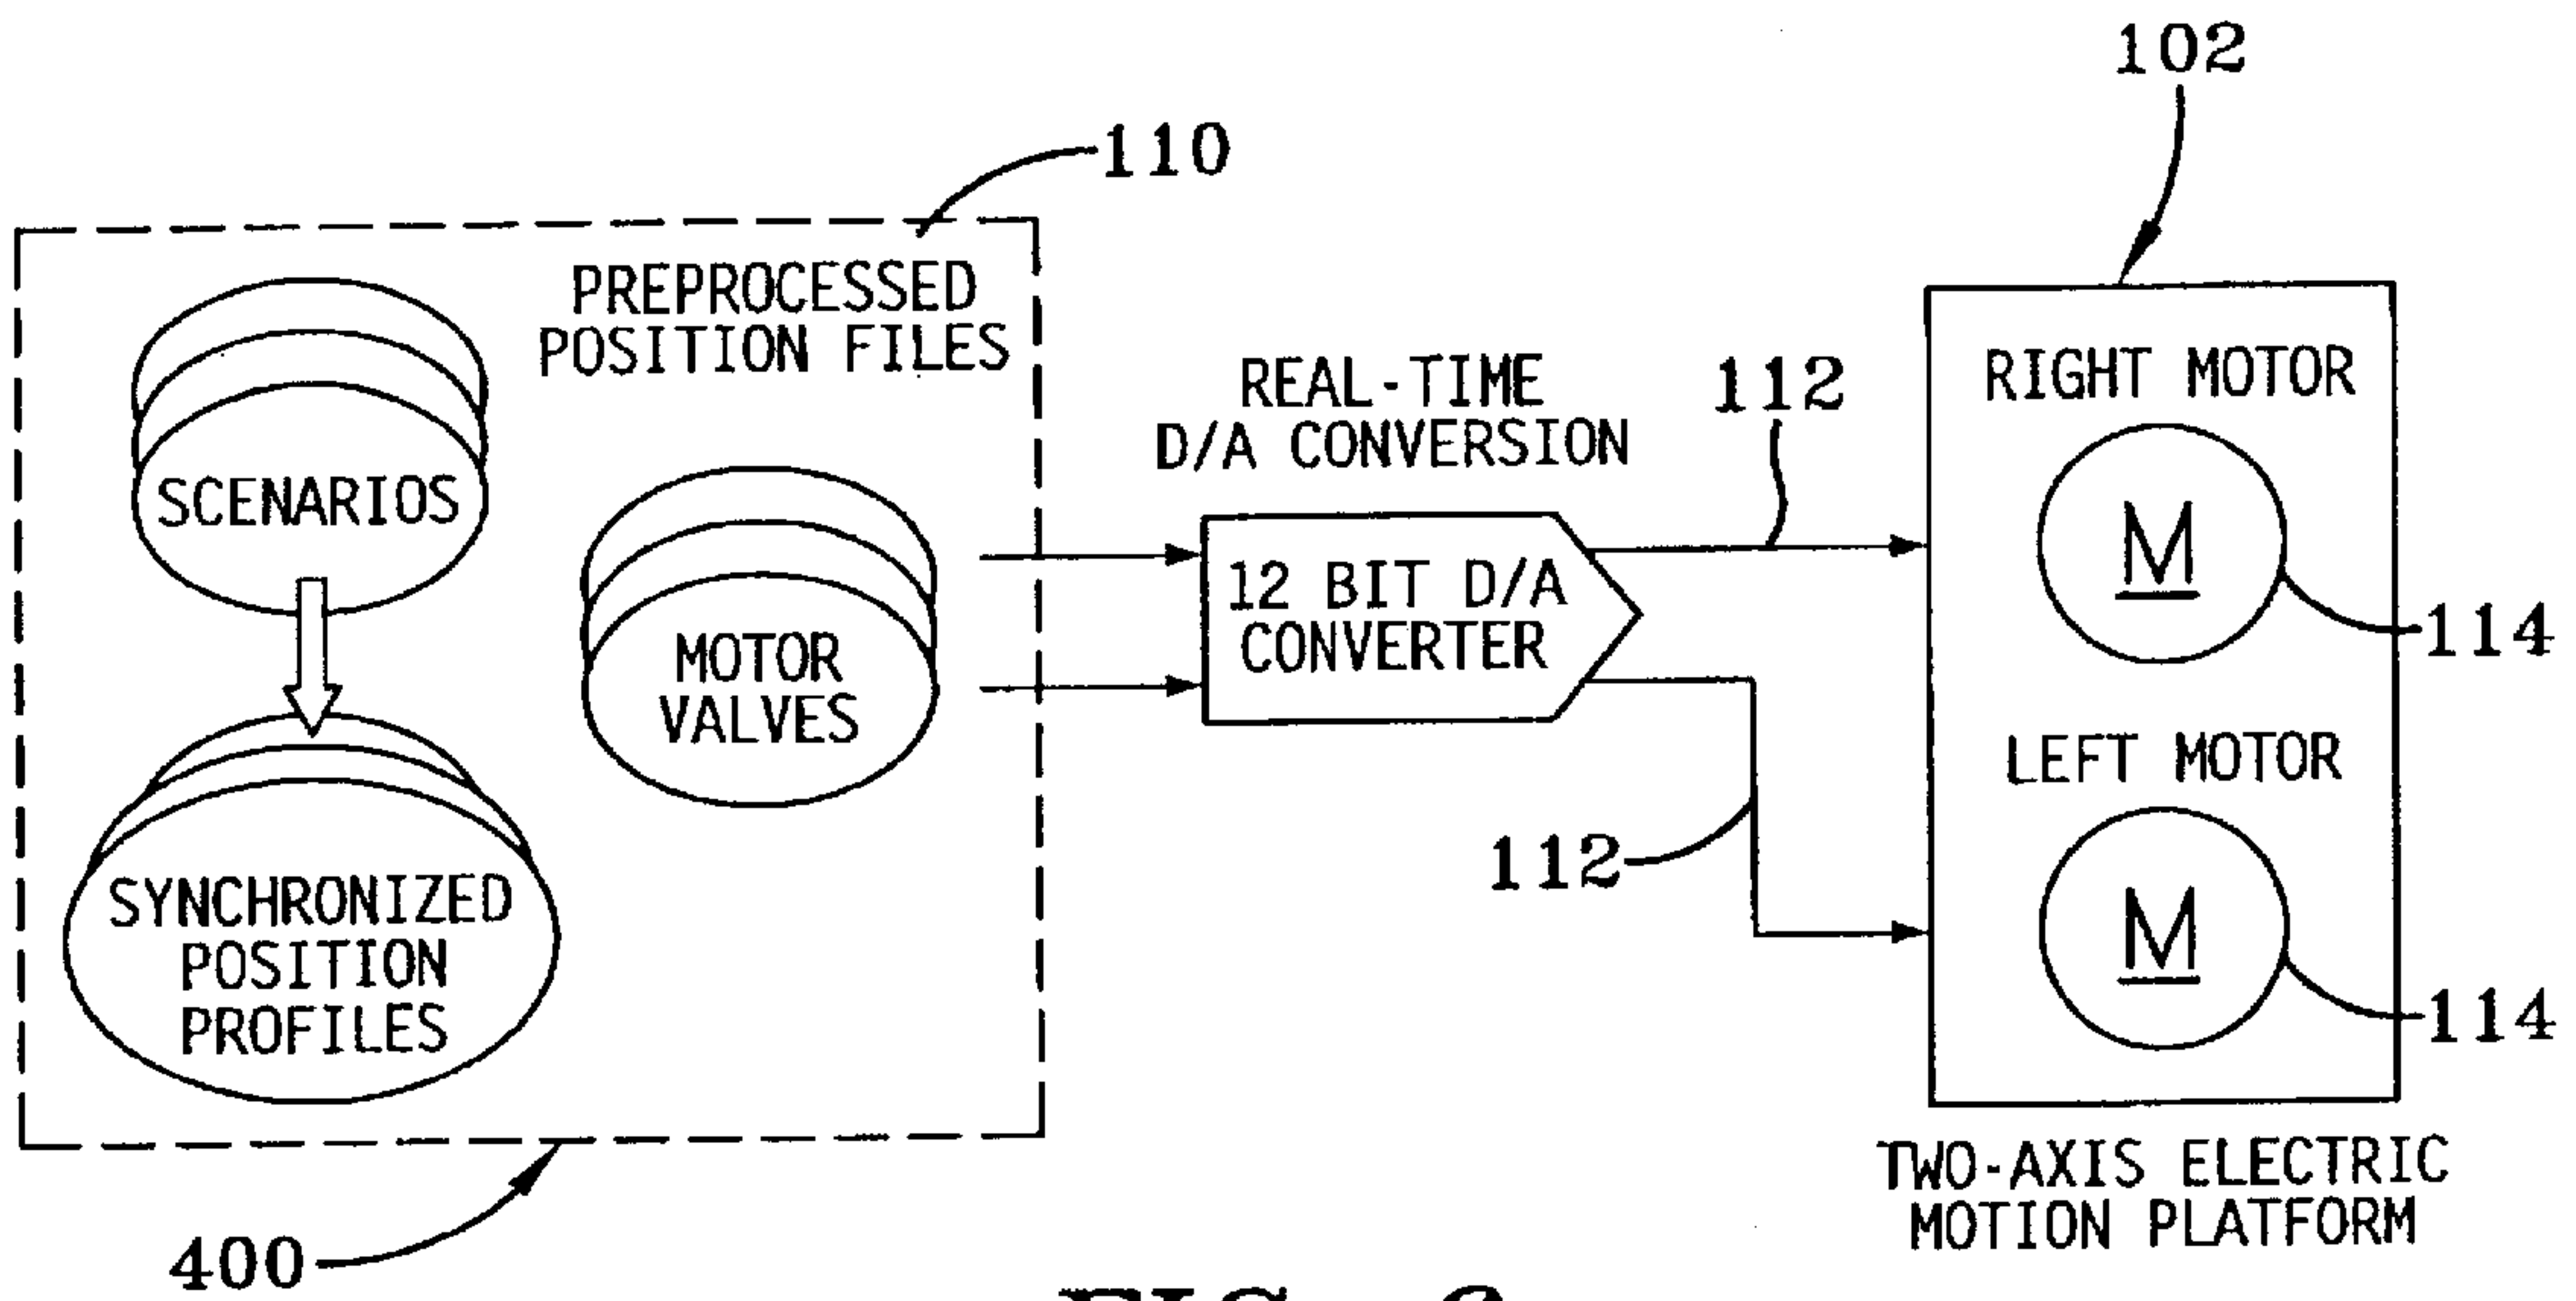 102
110
PREPROCESSED
POSITION FILES
SCENARIOS
MOTOR
VALVES
SYNCHRONIZED
POSITION
PROFILES
400
REAL-TIME
D/A CONVERSION
12 BIT D/A
CONVERTER
112
112
RIGHT MOTOR
M
114
LEFT MOTOR
M
114
TWO-AXIS ELECTRIC
MOTION PLATFORM